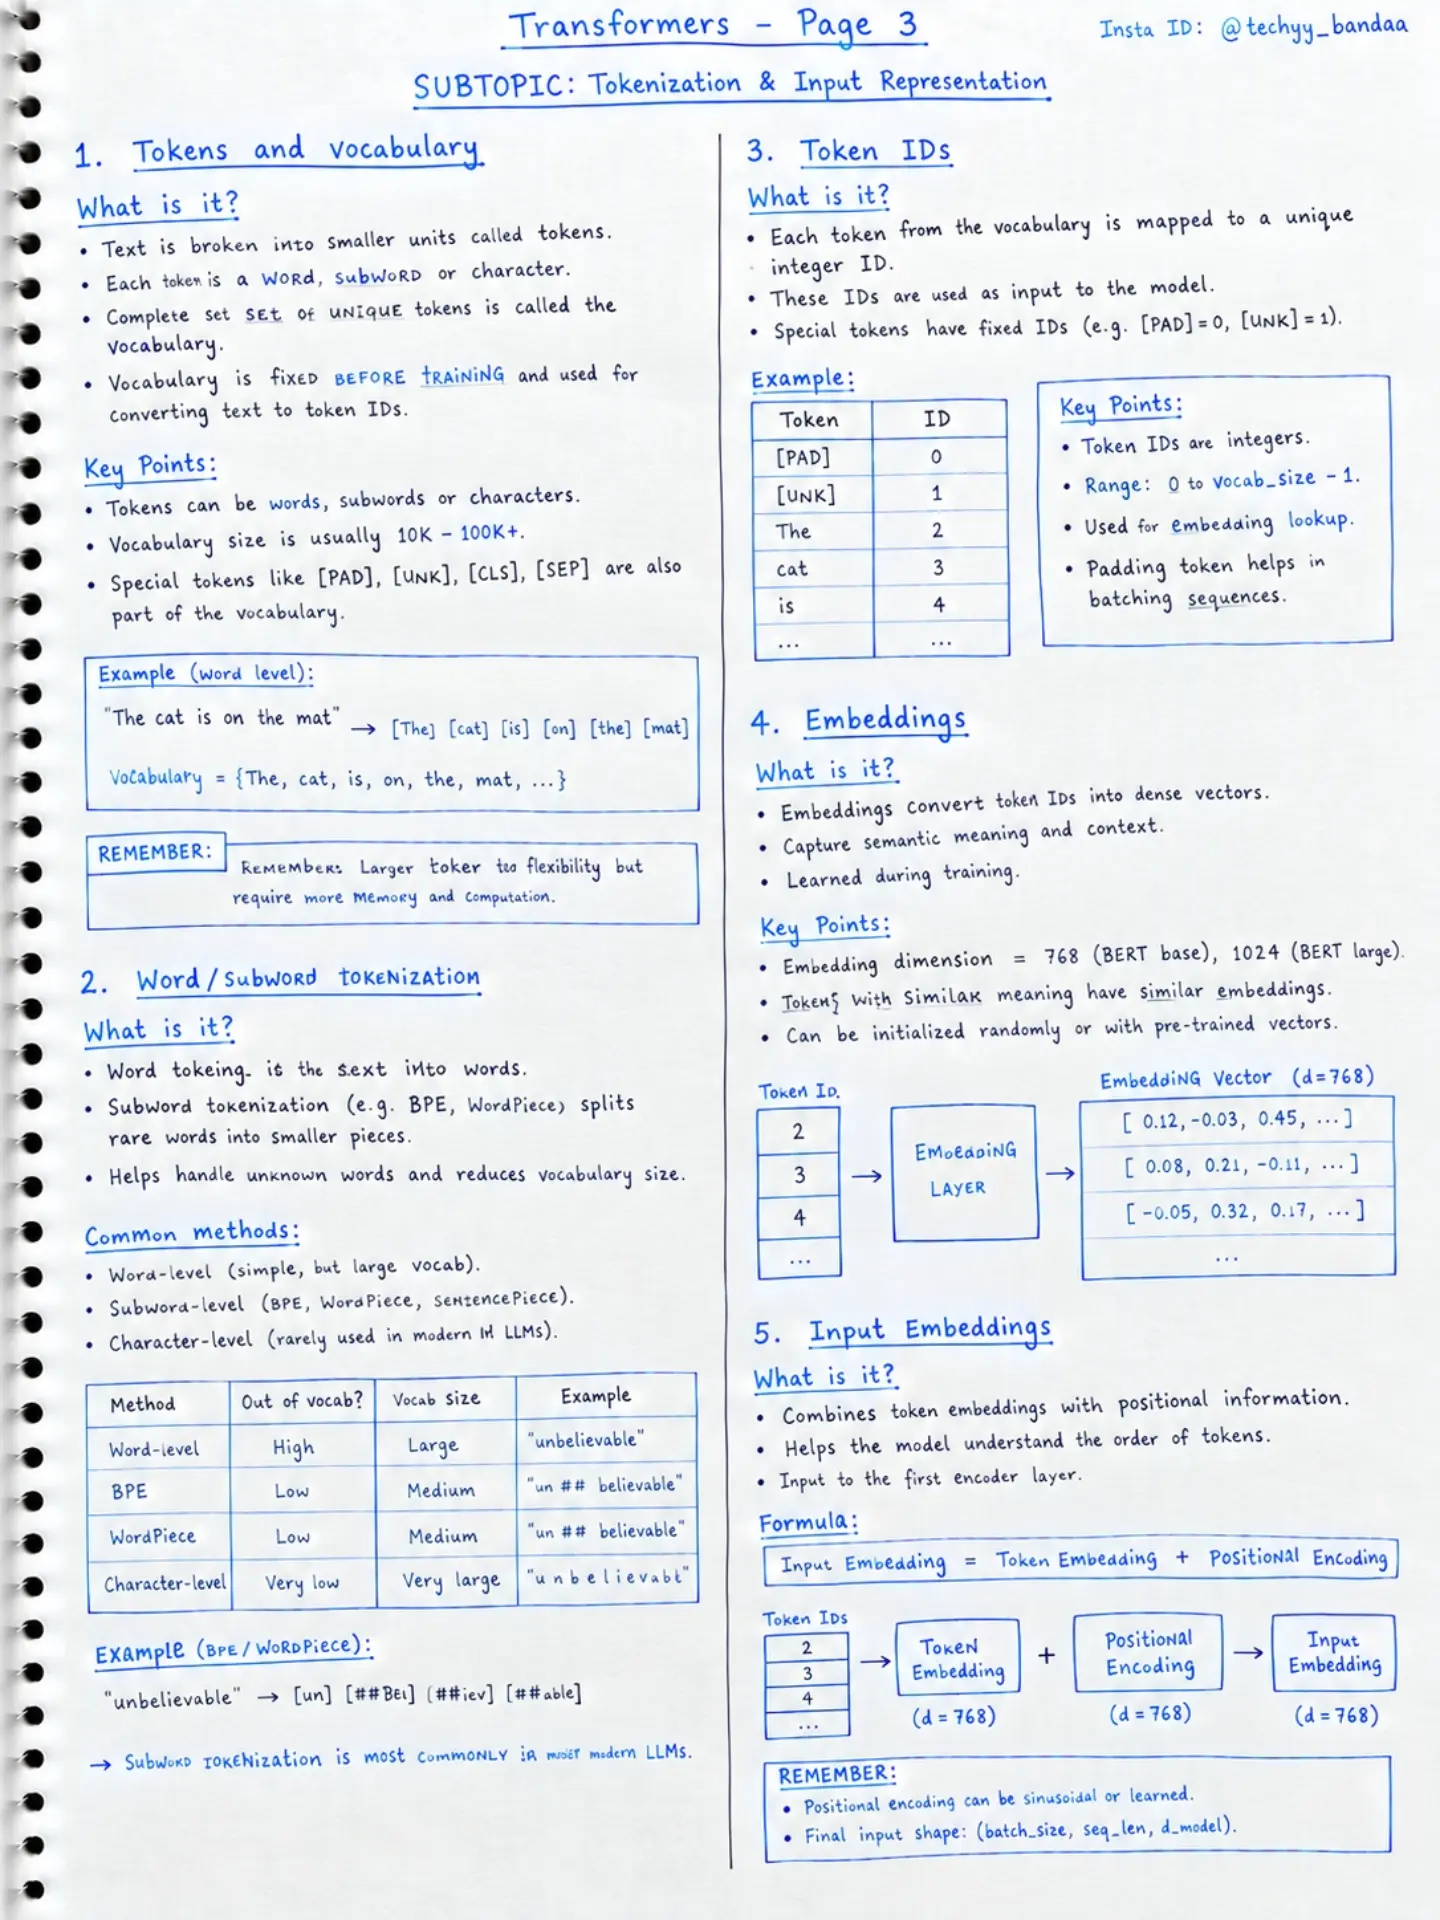 Transformers - Page 3
Insta ID: @techyy_bandaa
SUBTOPIC: Tokenization & Input Representation
1. Tokens and vocabulary
What is it?
• Text is broken into smaller units called tokens.
• Each token is a WORD, SUBWORD or character.
• Complete set SET of UNIQUE tokens is called the
vocabulary.
• Vocabulary is fixed BEFORE TRAINING and used for
converting text to token IDs.
Key Points:
• Tokens can be words, subwords or characters.
• Vocabulary size is usually 10K - 100K+.
• Special tokens like [PAD], [UNK], [CLS], [SEP] are also
part of the vocabulary.
Example (word level):
"The cat is on the mat" → [The] [cat] [is] [on] [the] [mat]
Vocabulary = {The, cat, is, on, the, mat, ...}
REMEMBER:
REMEMBER: Larger toker too flexibility but
require more Memory and Computation.
2. Word/Subword tokenization
What is it?
• Word tokeing. is the sext into words.
• Subword tokenization (e.g. BPE, WordPiece) splits
rare words into smaller pieces.
• Helps handle unknown words and reduces vocabulary size.
Common methods:
• Word-level (simple, but large vocab).
• Subword-level (BPE, WordPiece, SentencePiece).
• Character-level (rarely used in modern in LLMs).
Method Out of vocab? Vocab size Example
Word-level High Large "unbelievable"
BPE Low Medium "un ## believable"
WordPiece Low Medium "un ## believable"
Character-level Very low Very large "u n b e l i e v a b t"
Example (BPE/WordPiece):
"unbelievable" → [un] [##Bel] [##iev] [##able]
→ Subword tokenization is most commonly in modern LLMs.
3. Token IDs
What is it?
• Each token from the vocabulary is mapped to a unique
integer ID.
• These IDs are used as input to the model.
• Special tokens have fixed IDs (e.g. [PAD]=0, [UNK]=1).
Example:
Token ID
[PAD] 0
[UNK] 1
The 2
cat 3
is 4
... ...
Key Points:
• Token IDs are integers.
• Range: 0 to vocab_size - 1.
• Used for embedding lookup.
• Padding token helps in
batching sequences.
4. Embeddings
What is it?
• Embeddings convert token IDs into dense vectors.
• Capture semantic meaning and context.
• Learned during training.
Key Points:
• Embedding dimension = 768 (BERT base), 1024 (BERT large).
• Tokens with similar meaning have similar embeddings.
• Can be initialized randomly or with pre-trained vectors.
Token ID.
2
3
4
...
→ EMBEDDING
LAYER →
Embedding Vector (d=768)
[ 0.12, -0.03, 0.45, ...]
[ 0.08, 0.21, -0.11, ...]
[ -0.05, 0.32, 0.17, ...]
...
5. Input Embeddings
What is it?
• Combines token embeddings with positional information.
• Helps the model understand the order of tokens.
• Input to the first encoder layer.
Formula:
Input Embedding = Token Embedding + Positional Encoding
Token IDs
2
3
4
...
→ Token
Embedding
(d=768)
+
Positional
Encoding
(d=768)
→ Input
Embedding
(d=768)
REMEMBER:
• Positional encoding can be sinusoidal or learned.
• Final input shape: (batch_size, seq_len, d_model).